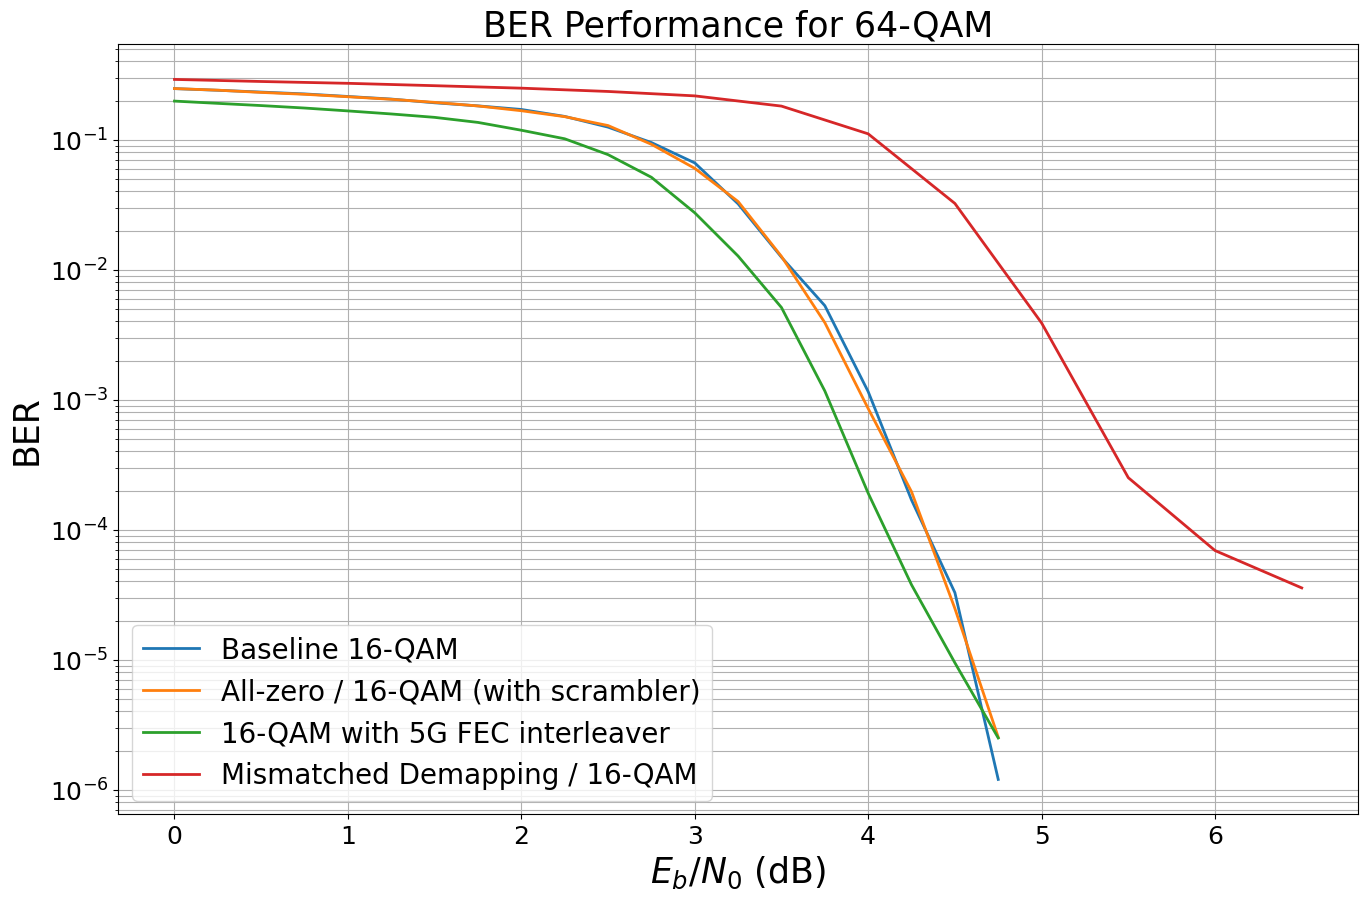 BER Performance for 64-QAM
BER
10⁻¹
10⁻²
10⁻³
10⁻⁴
10⁻⁵
10⁻⁶
Baseline 16-QAM
All-zero / 16-QAM (with scrambler)
16-QAM with 5G FEC interleaver
Mismatched Demapping / 16-QAM
0 1 2 3 4 5 6
E_b/N_0 (dB)